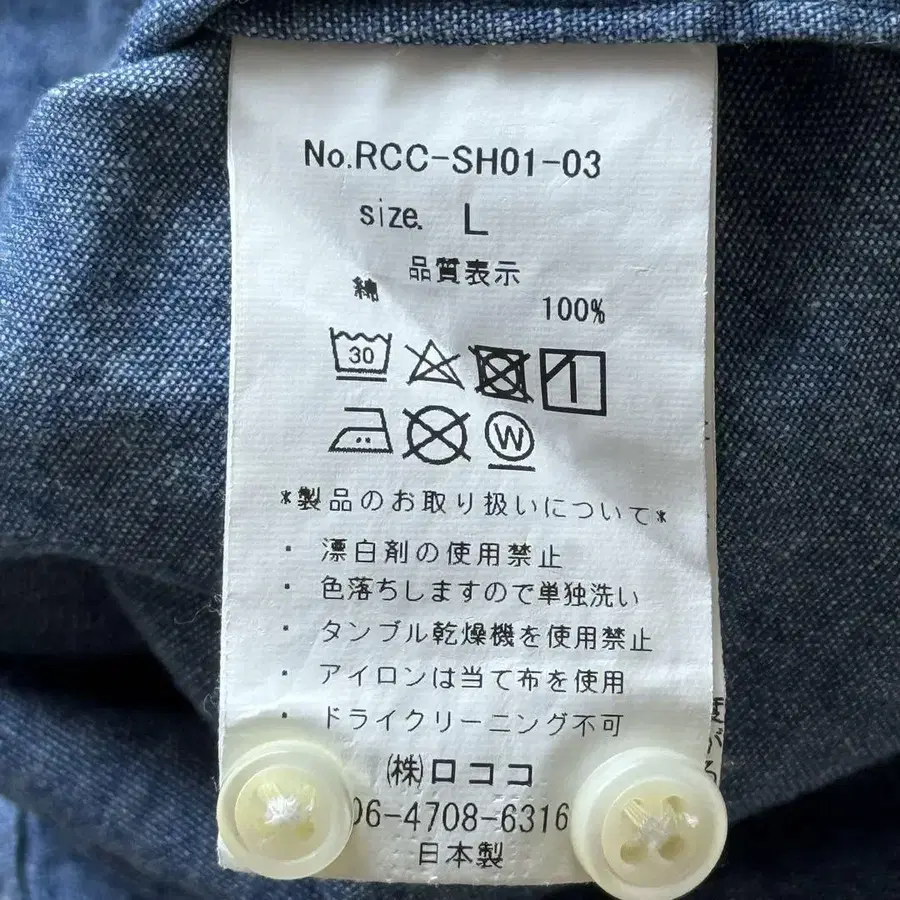 No.RCC-SH01-03
size. L
品質表示
綿 100%
30
W
*製品のお取り扱いについて*
・ 漂白剤の使用禁止
・ 色落ちしますので単独洗い
・ タンブル乾燥機を使用禁止
・ アイロンは当て布を使用
・ ドライクリーニング不可
(株)ロココ
06-4708-6316
日本製